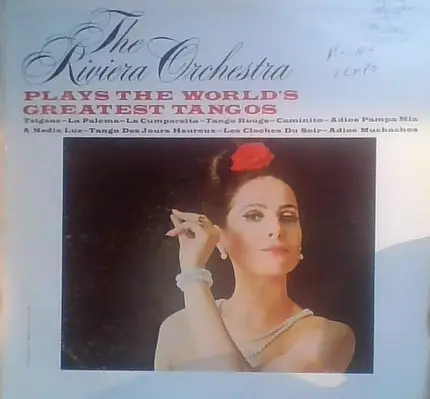 The
Riviera Orchestra
PLAYS THE WORLD'S
GREATEST TANGOS
Tzigane–La Paloma–La Cumparsita–Tango Rouge–Caminito–Adios Pampa Mia
A Media Luz–Tango Des Jours Heureux–Les Cloches Du Soir–Adios Muchachos